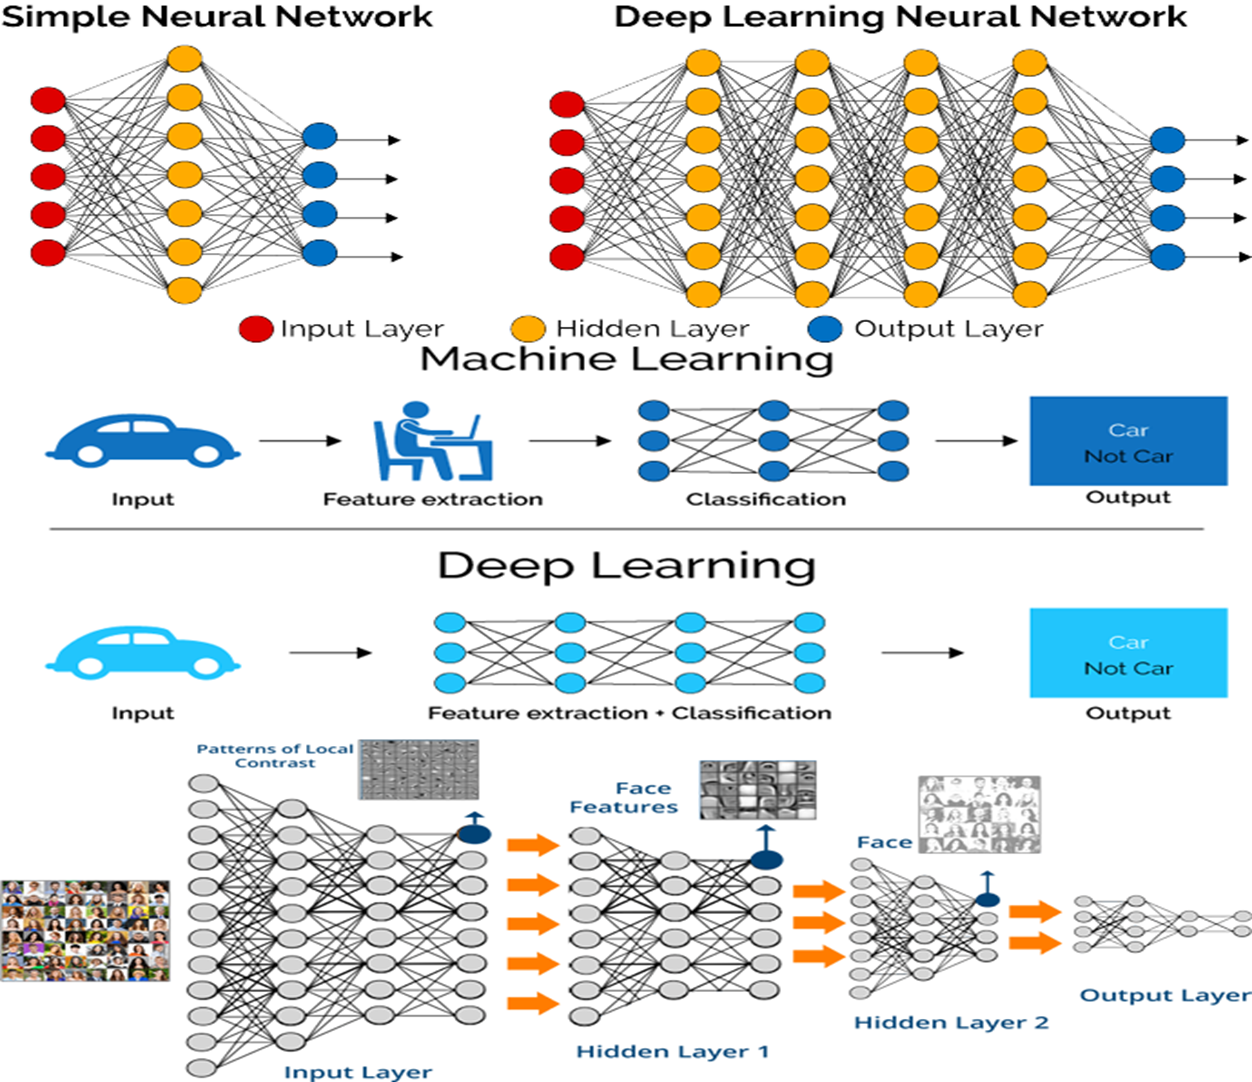 Simple Neural Network
Deep Learning Neural Network
Input Layer
Hidden Layer
Output Layer
Machine Learning
Car
Not Car
Input
Feature extraction
Classification
Output
Deep Learning
Car
Not Car
Input
Feature extraction + Classification
Output
Patterns of Local
Contrast
Face
Features
Face
Output Layer
Hidden Layer 2
Hidden Layer 1
Input Layer